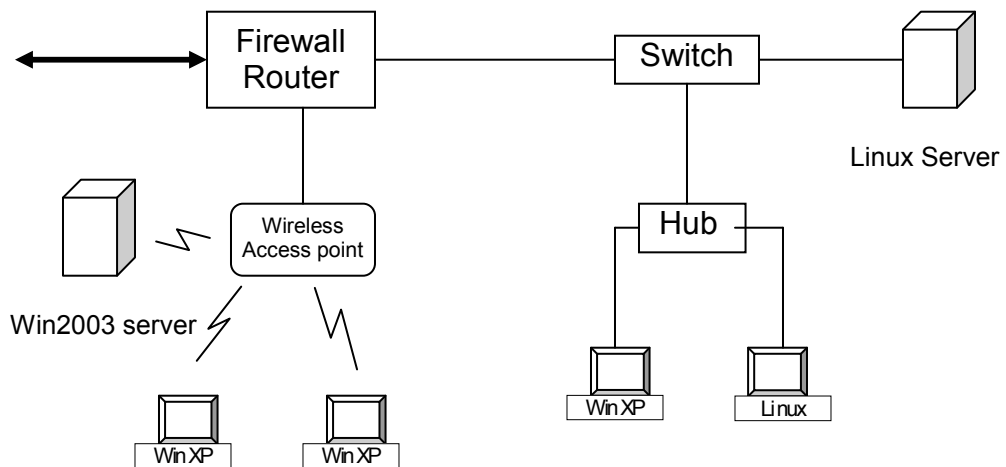 Firewall
Router
Switch
Linux Server
Wireless
Access point
Hub
Win2003 server
Win XP
Linux
Win XP
Win XP